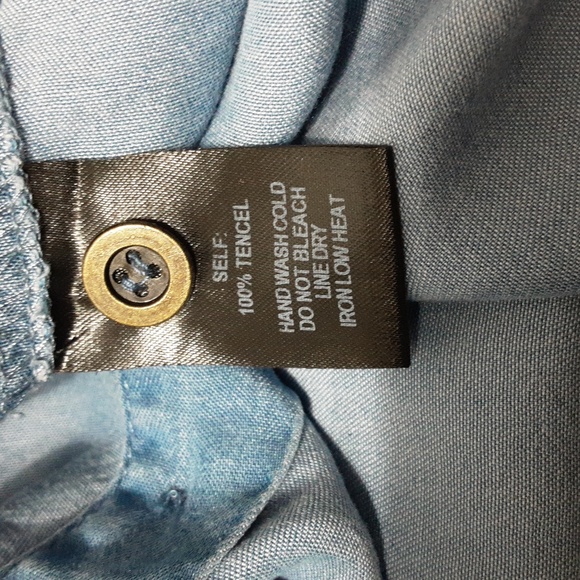 SELF:
100% TENCEL
HAND WASH COLD
DO NOT BLEACH
LINE DRY
IRON LOW HEAT